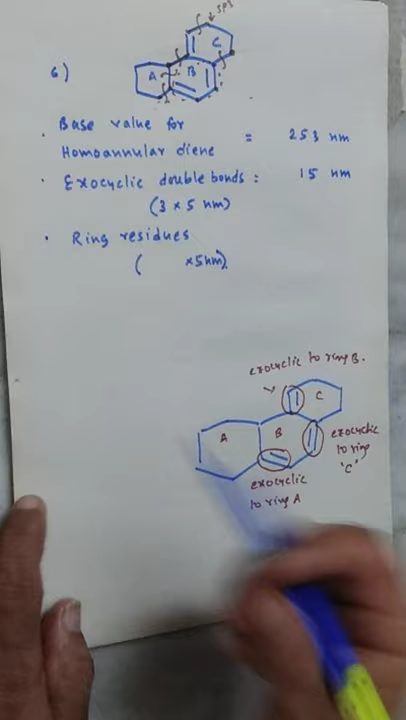 sp3
C
6)
A
B
• Base value for
Homoannular diene = 253 nm
• Exocyclic double bonds : 15 nm
(3 x 5 nm)
• Ring residues
( x5nm)
exocyclic to ring B.
C
A
B
exocyclic
to ring
'C'
exocyclic
to ring A